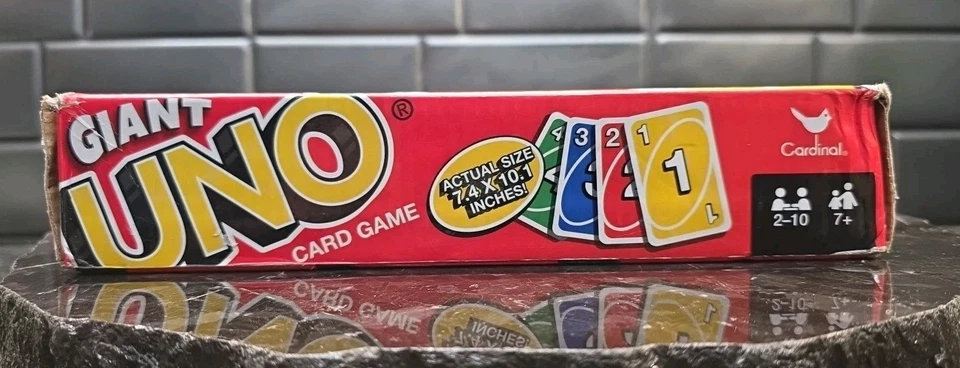 GIANT
UNO®
CARD GAME
ACTUAL SIZE
7.4 X 10.1
INCHES!
4
3
2
1
1
1
Cardinal®
2-10
7+